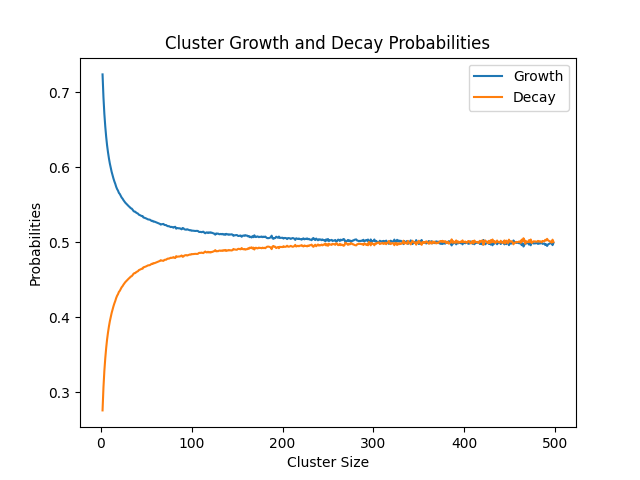 Cluster Growth and Decay Probabilities
Growth
Decay
0.7
0.6
0.5
0.4
0.3
Probabilities
0
100
200
300
400
500
Cluster Size